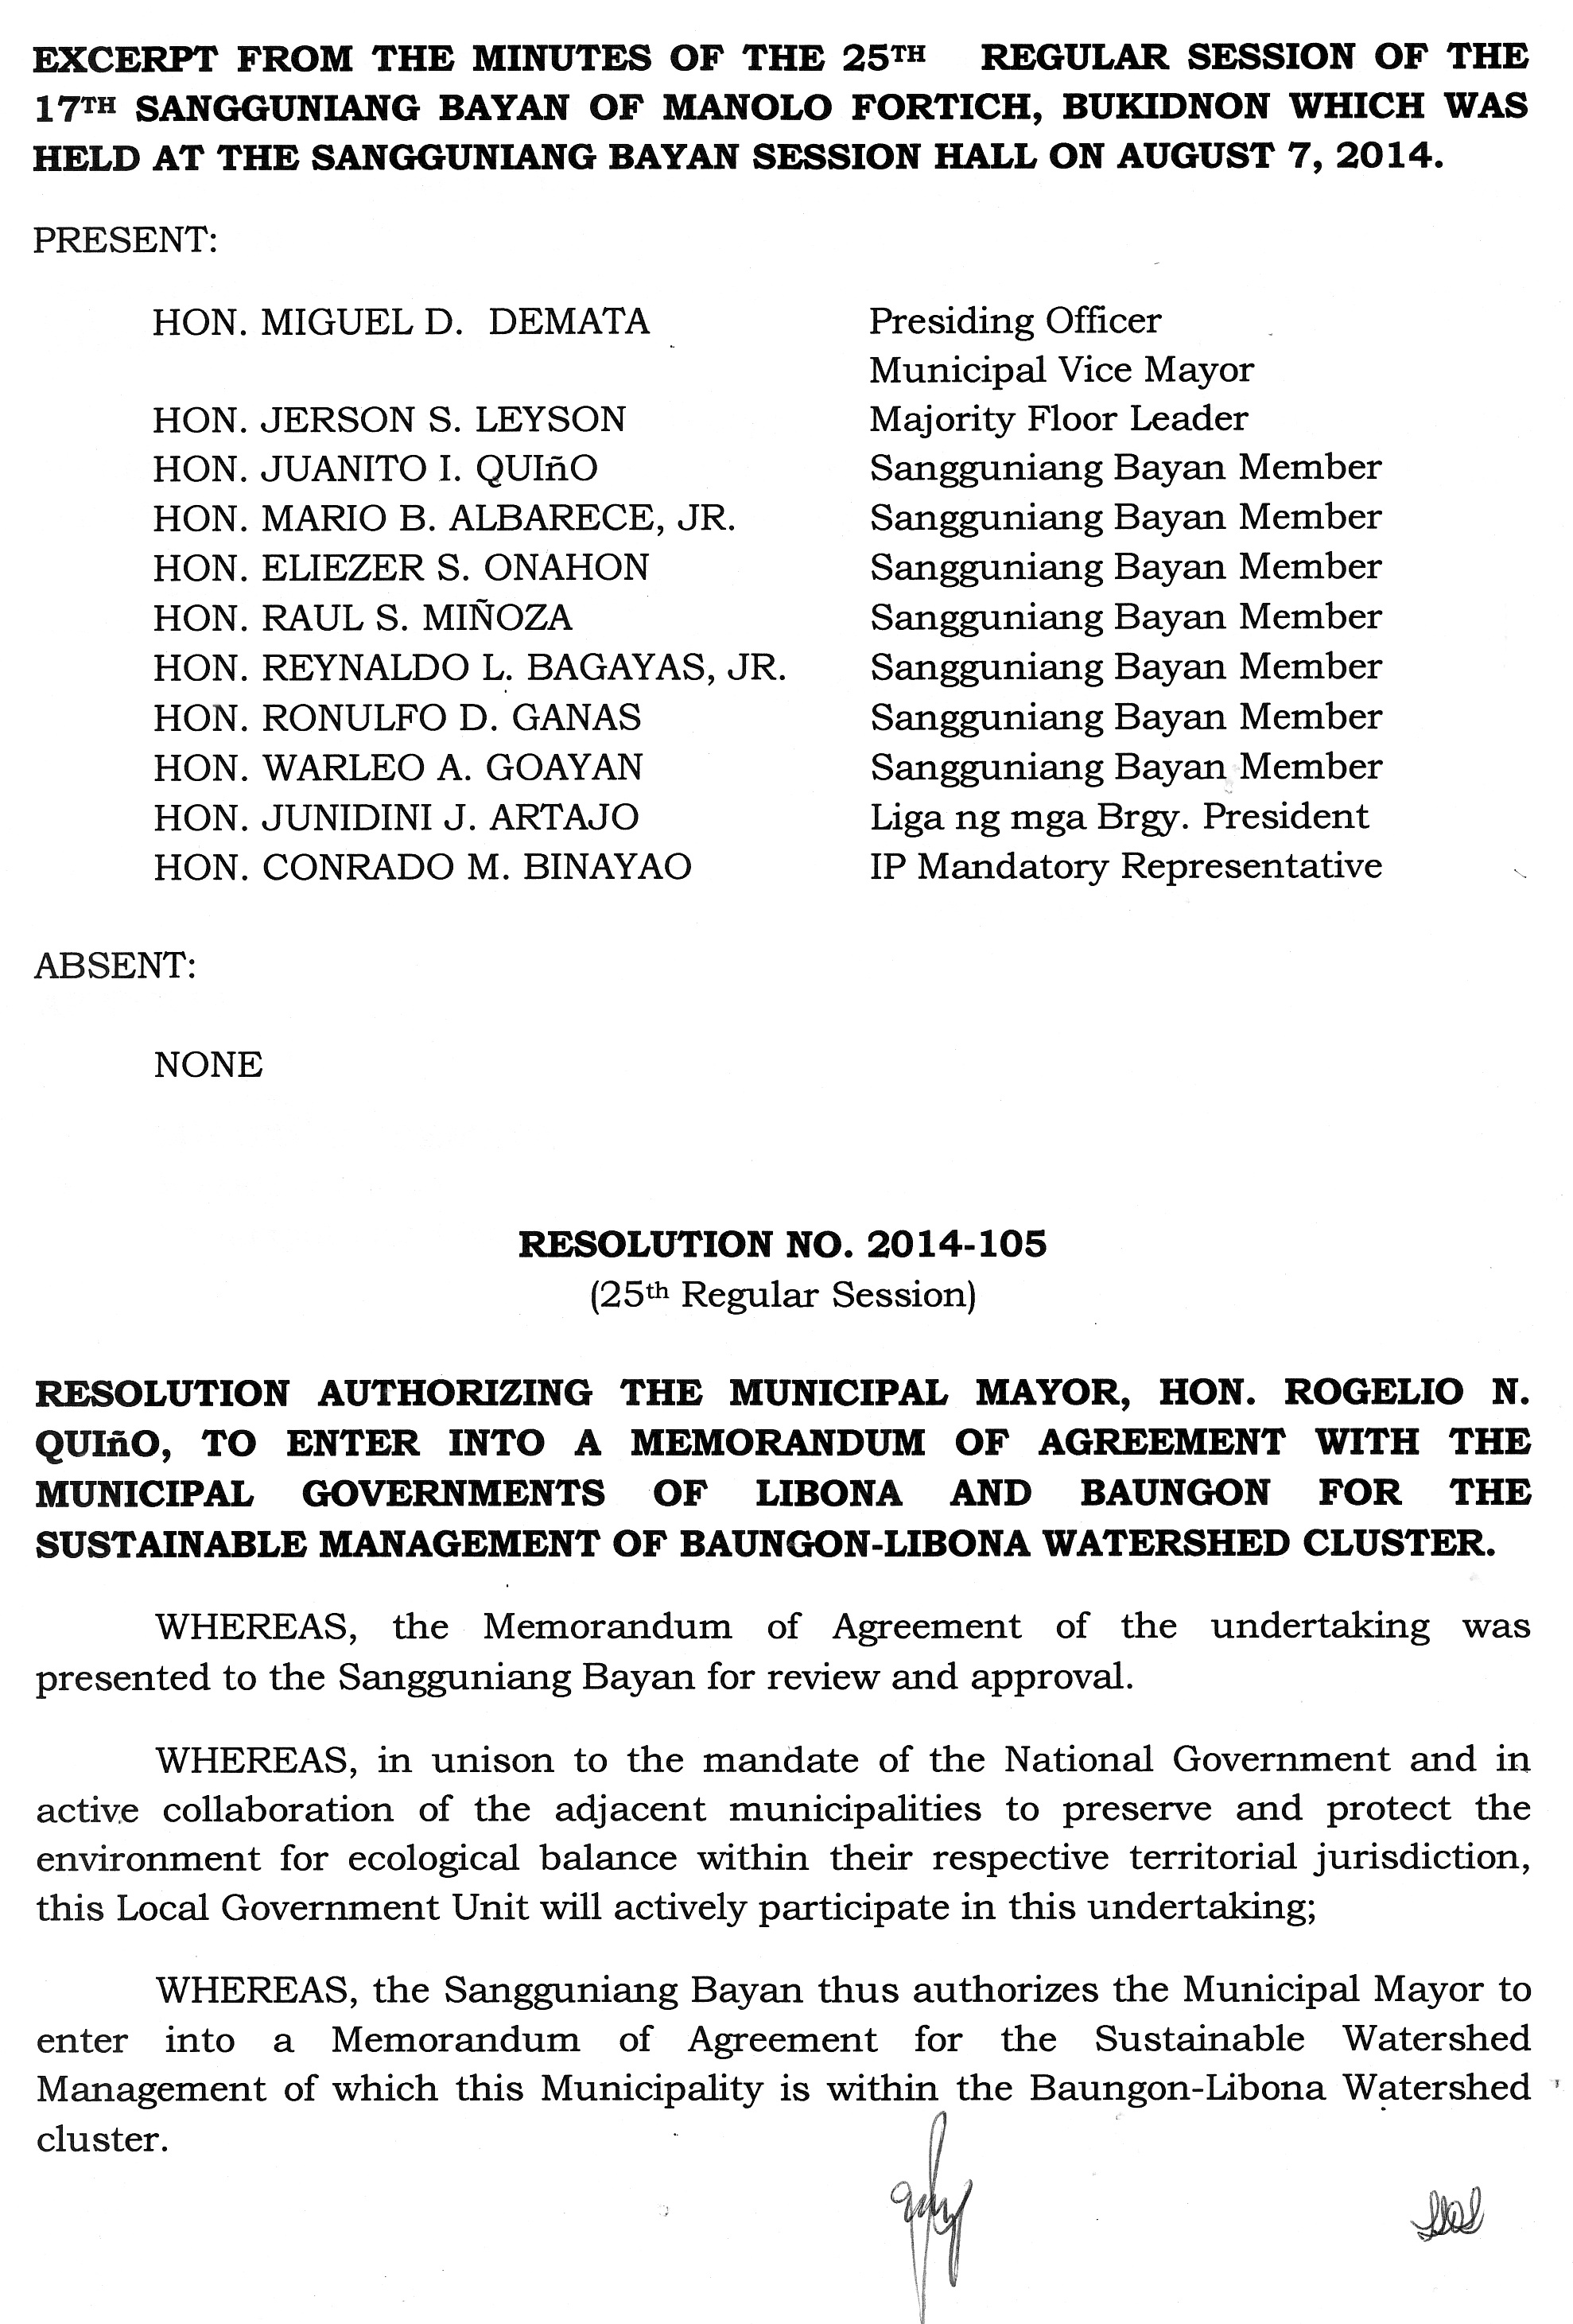 EXCERPT FROM THE MINUTES OF THE 25TH REGULAR SESSION OF THE
17TH SANGGUNIANG BAYAN OF MANOLO FORTICH, BUKIDNON WHICH WAS
HELD AT THE SANGGUNIANG BAYAN SESSION HALL ON AUGUST 7, 2014.
PRESENT:
HON. MIGUEL D. DEMATA Presiding Officer
Municipal Vice Mayor
HON. JERSON S. LEYSON Majority Floor Leader
HON. JUANITO I. QUIñO Sangguniang Bayan Member
HON. MARIO B. ALBARECE, JR. Sangguniang Bayan Member
HON. ELIEZER S. ONAHON Sangguniang Bayan Member
HON. RAUL S. MIÑOZA Sangguniang Bayan Member
HON. REYNALDO L. BAGAYAS, JR. Sangguniang Bayan Member
HON. RONULFO D. GANAS Sangguniang Bayan Member
HON. WARLEO A. GOAYAN Sangguniang Bayan Member
HON. JUNIDINI J. ARTAJO Liga ng mga Brgy. President
HON. CONRADO M. BINAYAO IP Mandatory Representative
ABSENT:
NONE
RESOLUTION NO. 2014-105
(25th Regular Session)
RESOLUTION AUTHORIZING THE MUNICIPAL MAYOR, HON. ROGELIO N.
QUIñO, TO ENTER INTO A MEMORANDUM OF AGREEMENT WITH THE
MUNICIPAL GOVERNMENTS OF LIBONA AND BAUNGON FOR THE
SUSTAINABLE MANAGEMENT OF BAUNGON-LIBONA WATERSHED CLUSTER.
WHEREAS, the Memorandum of Agreement of the undertaking was
presented to the Sangguniang Bayan for review and approval.
WHEREAS, in unison to the mandate of the National Government and in
active collaboration of the adjacent municipalities to preserve and protect the
environment for ecological balance within their respective territorial jurisdiction,
this Local Government Unit will actively participate in this undertaking;
WHEREAS, the Sangguniang Bayan thus authorizes the Municipal Mayor to
enter into a Memorandum of Agreement for the Sustainable Watershed
Management of which this Municipality is within the Baungon-Libona Watershed
cluster.